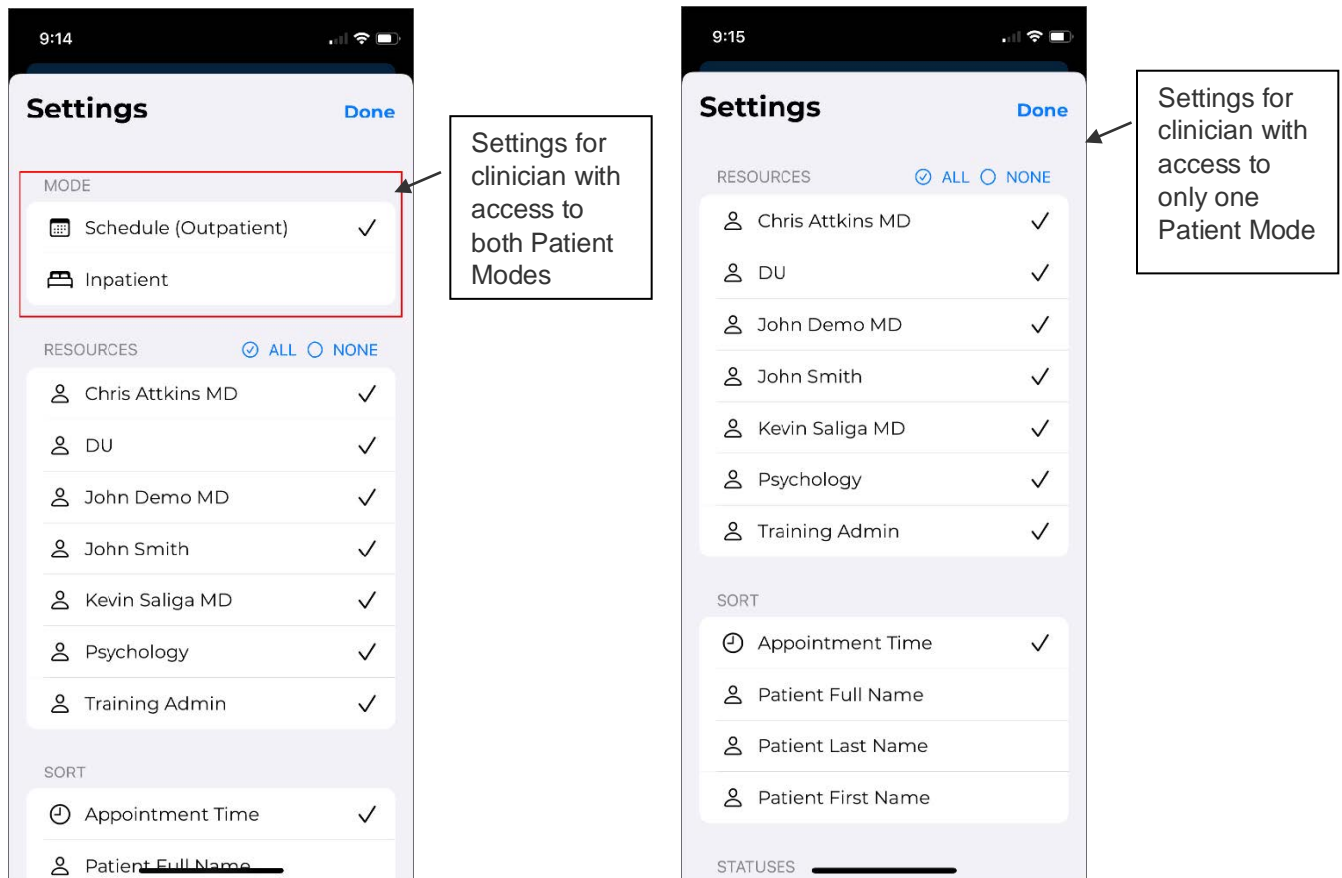 9:14
Settings
Done
MODE
Schedule (Outpatient)
Inpatient
RESOURCES ALL NONE
Chris Attkins MD
DU
John Demo MD
John Smith
Kevin Saliga MD
Psychology
Training Admin
SORT
Appointment Time
Patient Full Name
Settings for
clinician with
access to
both Patient
Modes
9:15
Settings
Done
RESOURCES ALL NONE
Chris Attkins MD
DU
John Demo MD
John Smith
Kevin Saliga MD
Psychology
Training Admin
SORT
Appointment Time
Patient Full Name
Patient Last Name
Patient First Name
STATUSES
Settings for
clinician with
access to
only one
Patient Mode